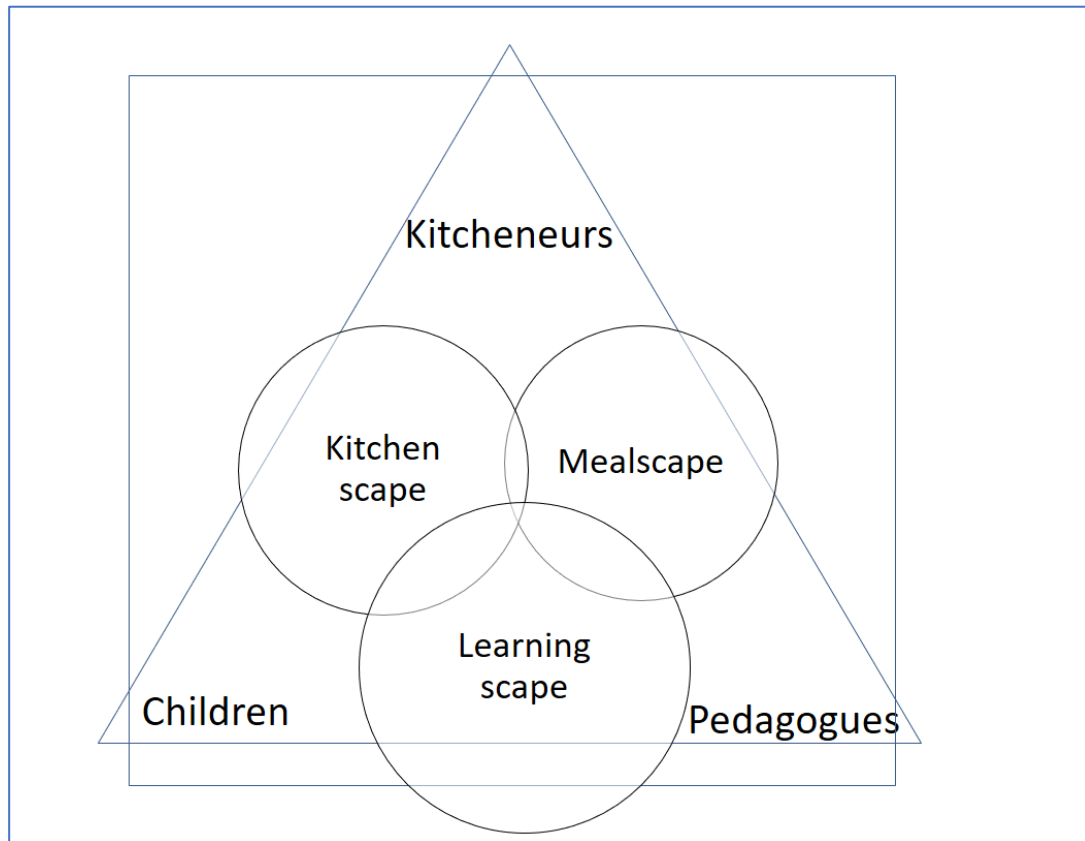 Kitcheneurs
Kitchen
scape
Mealscape
Learning
scape
Children
Pedagogues